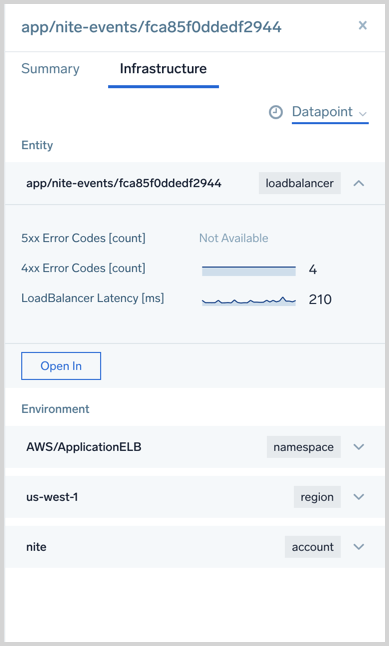 app/nite-events/fca85f0ddedf2944 x
Summary Infrastructure
Datapoint
Entity
app/nite-events/fca85f0ddedf2944 loadbalancer
5xx Error Codes [count] Not Available
4xx Error Codes [count] 4
LoadBalancer Latency [ms] 210
Open In
Environment
AWS/ApplicationELB namespace
us-west-1 region
nite account